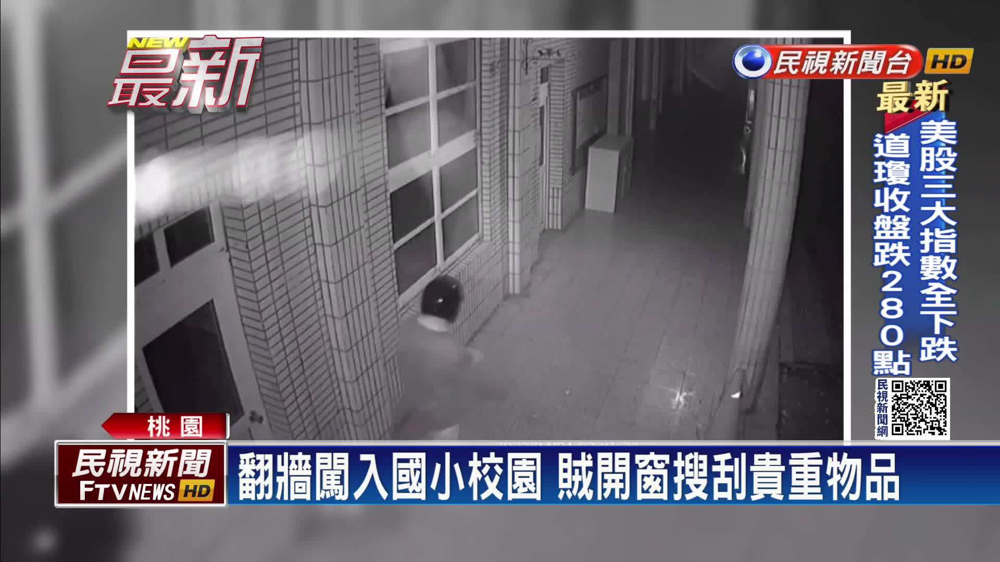 NEW
最新
民視新聞台 HD
最新
美股三大指數全下跌
道瓊收盤跌280點
民視新聞網
桃園
民視新聞
FTVNEWS HD
翻牆闖入國小校園 賊開窗搜刮貴重物品